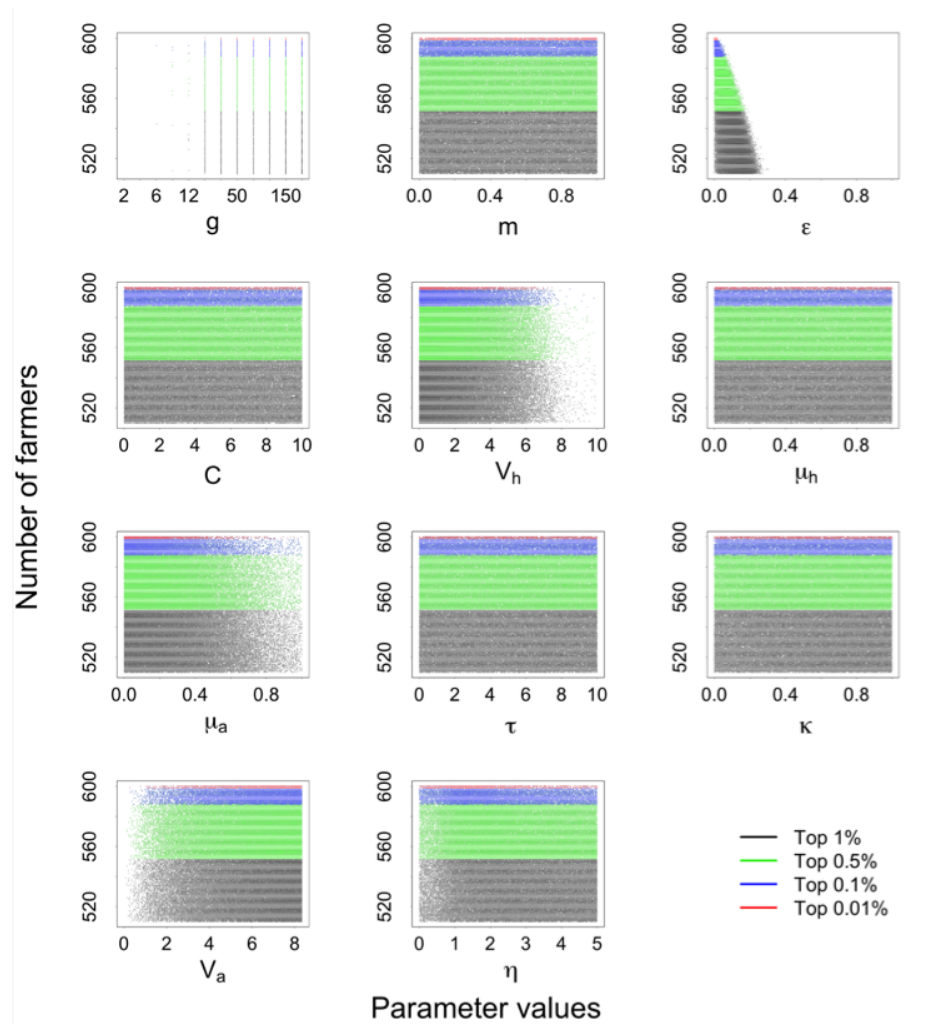 600
560
520
2 6 12 50 150
g
600
560
520
0.0 0.4 0.8
m
600
560
520
0.0 0.4 0.8
ε
600
560
520
0 2 4 6 8 10
C
600
560
520
0 2 4 6 8 10
Vh
600
560
520
0.0 0.4 0.8
μh
Number of farmers
600
560
520
0.0 0.4 0.8
μa
600
560
520
0 2 4 6 8 10
τ
600
560
520
0.0 0.4 0.8
κ
600
560
520
0 2 4 6 8
Va
600
560
520
0 1 2 3 4 5
η
Top 1%
Top 0.5%
Top 0.1%
Top 0.01%
Parameter values